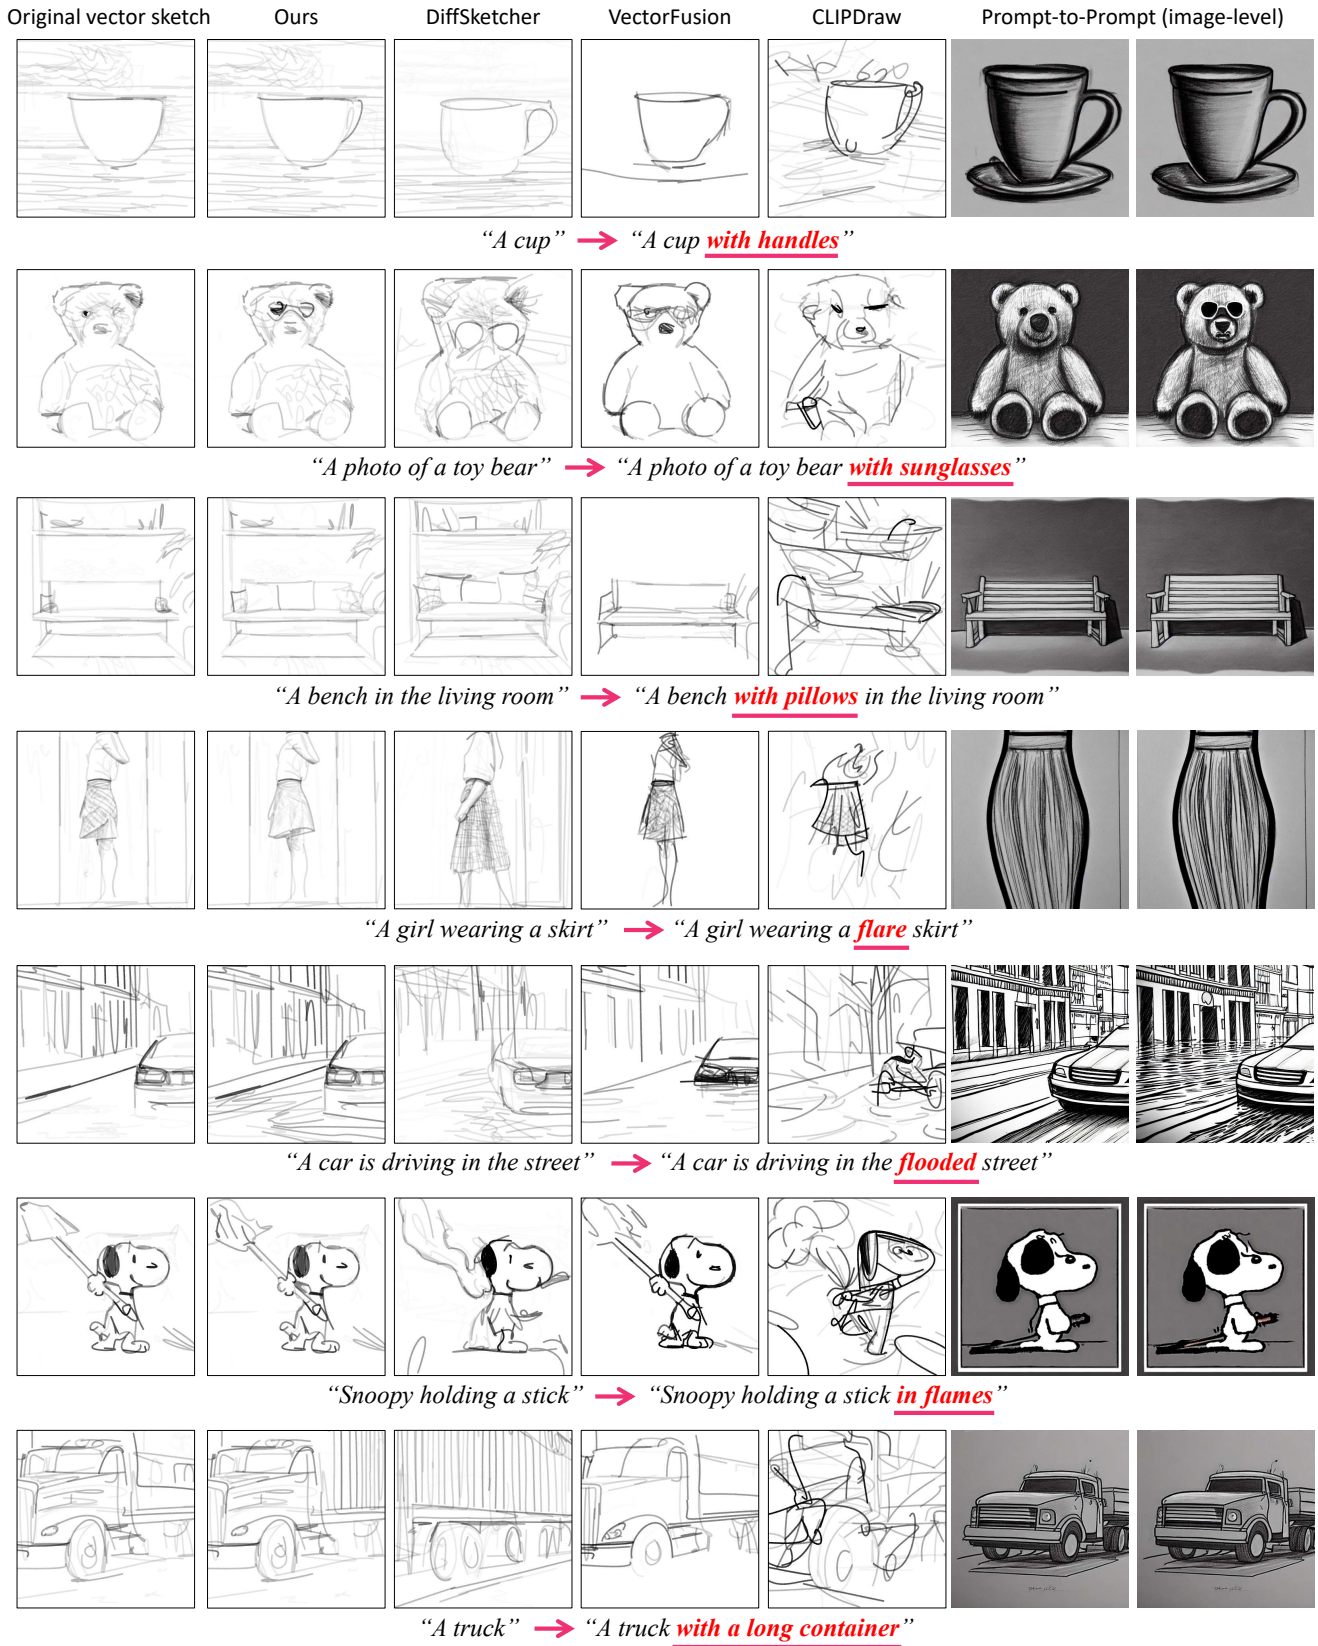 Original vector sketch Ours DiffSketcher VectorFusion CLIPDraw Prompt-to-Prompt (image-level)
“A cup” → “A cup with handles”
“A photo of a toy bear” → “A photo of a toy bear with sunglasses”
“A bench in the living room” → “A bench with pillows in the living room”
“A girl wearing a skirt” → “A girl wearing a flare skirt”
“A car is driving in the street” → “A car is driving in the flooded street”
“Snoopy holding a stick” → “Snoopy holding a stick in flames”
“A truck” → “A truck with a long container”